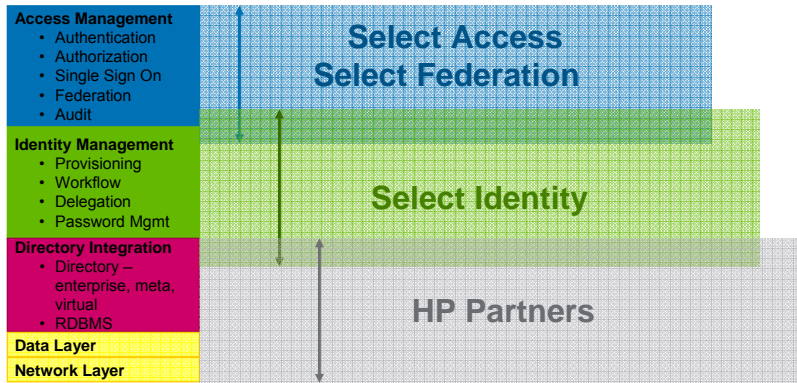 Access Management
• Authentication
• Authorization
• Single Sign On
• Federation
• Audit
Identity Management
• Provisioning
• Workflow
• Delegation
• Password Mgmt
Directory Integration
• Directory –
enterprise, meta,
virtual
• RDBMS
Data Layer
Network Layer
Select Access
Select Federation
Select Identity
HP Partners